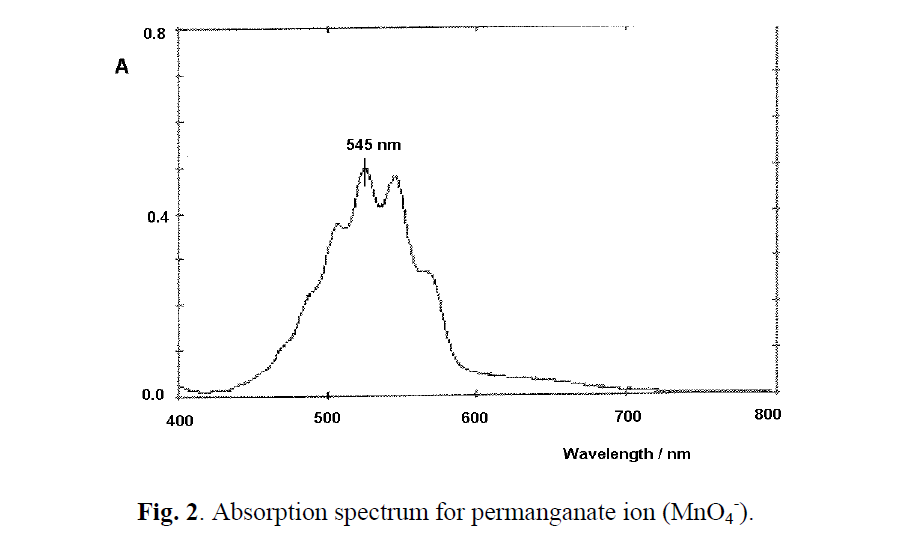 0.8
A
545 nm
0.4
0.0
400 500 600 700 800
Wavelength / nm
Fig. 2. Absorption spectrum for permanganate ion (MnO₄⁻).